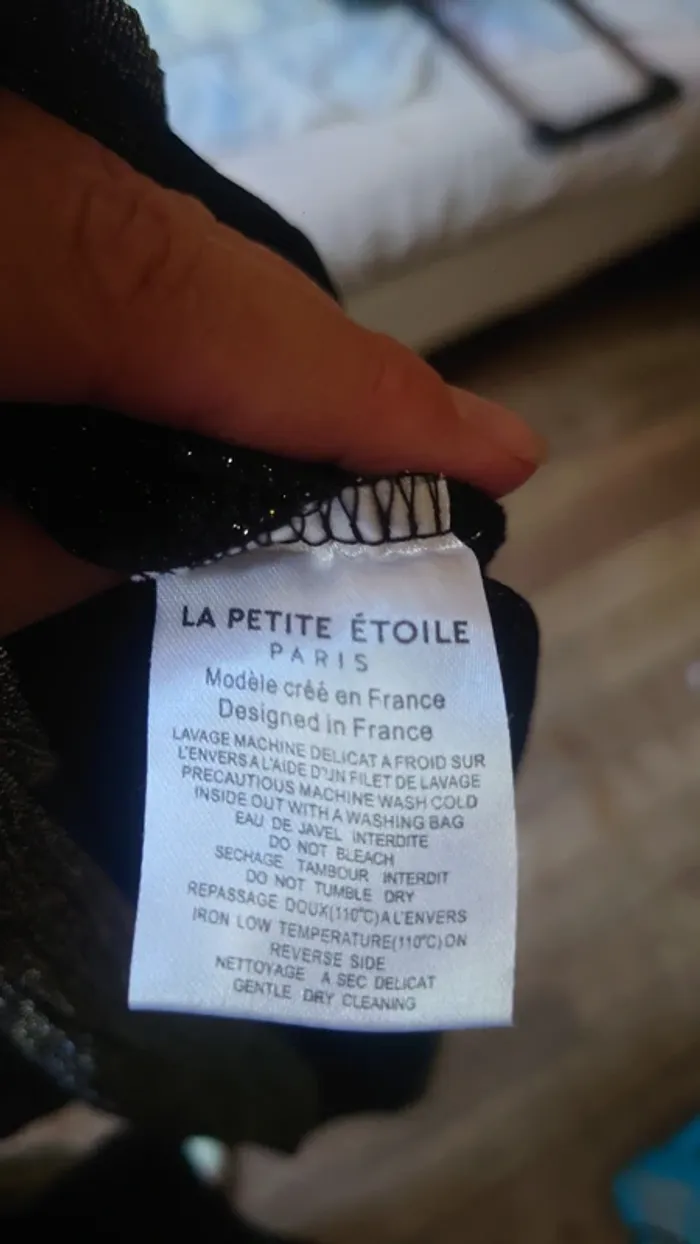 LA PETITE ÉTOILE
PARIS
Modèle créé en France
Designed in France
LAVAGE MACHINE DELICAT A FROID SUR
L'ENVERS A L'AIDE D'UN FILET DE LAVAGE
PRECAUTIOUS MACHINE WASH COLD
INSIDE OUT WITH A WASHING BAG
EAU DE JAVEL INTERDITE
DO NOT BLEACH
SECHAGE TAMBOUR INTERDIT
DO NOT TUMBLE DRY
REPASSAGE DOUX(110°C) A L'ENVERS
IRON LOW TEMPERATURE(110°C) ON
REVERSE SIDE
NETTOYAGE A SEC DELICAT
GENTLE DRY CLEANING